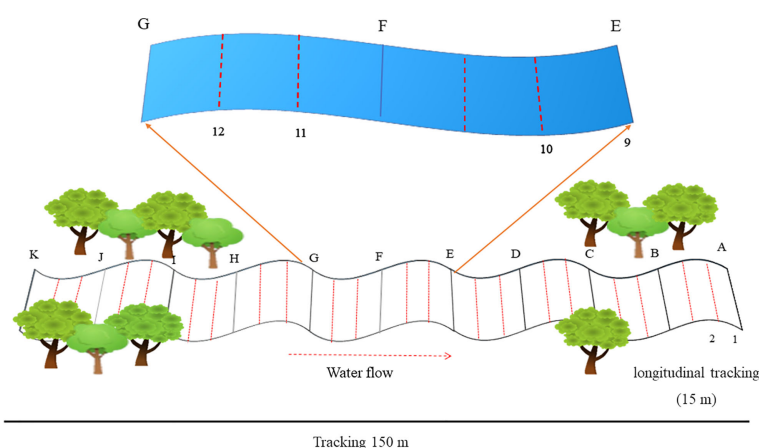 G F E
12 11 10 9
K J I H G F E D C B A
2 1
Water flow
longitudinal tracking
(15 m)
Tracking 150 m